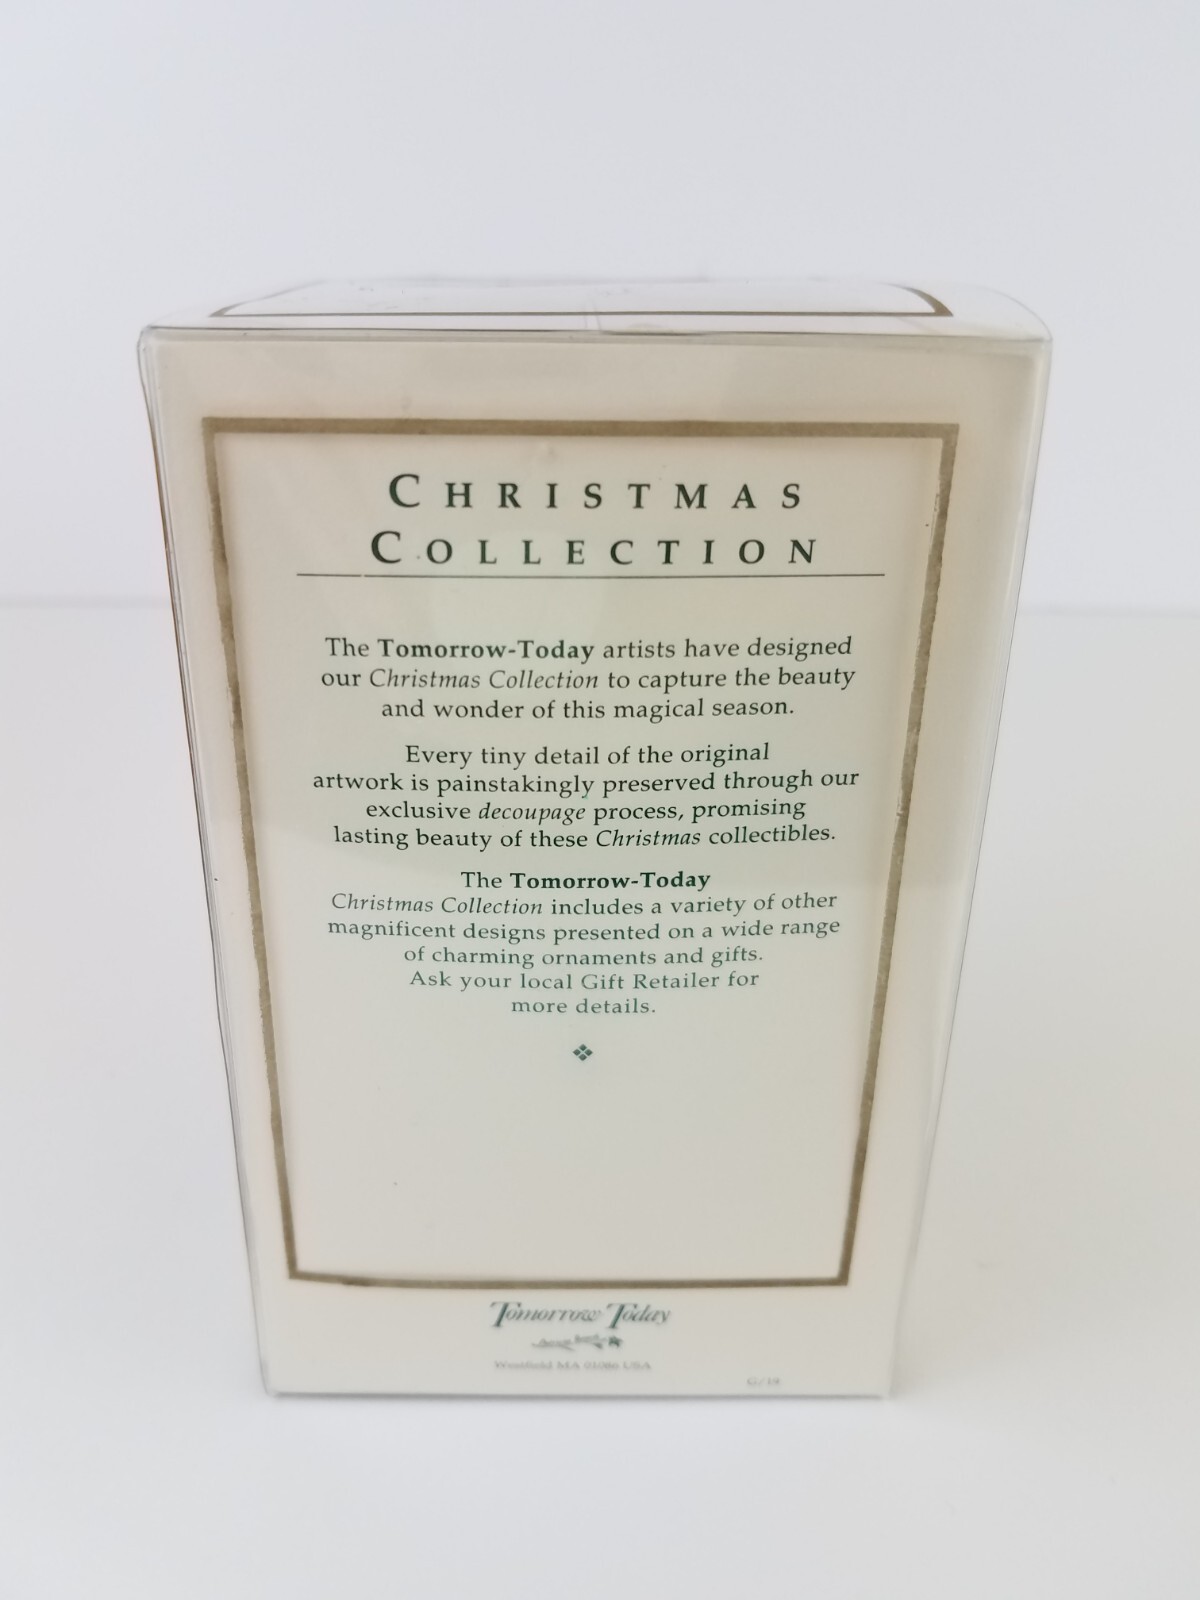 CHRISTMAS
COLLECTION
The Tomorrow-Today artists have designed
our Christmas Collection to capture the beauty
and wonder of this magical season.
Every tiny detail of the original
artwork is painstakingly preserved through our
exclusive decoupage process, promising
lasting beauty of these Christmas collectibles.
The Tomorrow-Today
Christmas Collection includes a variety of other
magnificent designs presented on a wide range
of charming ornaments and gifts.
Ask your local Gift Retailer for
more details.
Tomorrow Today
Westfield MA 01086 USA